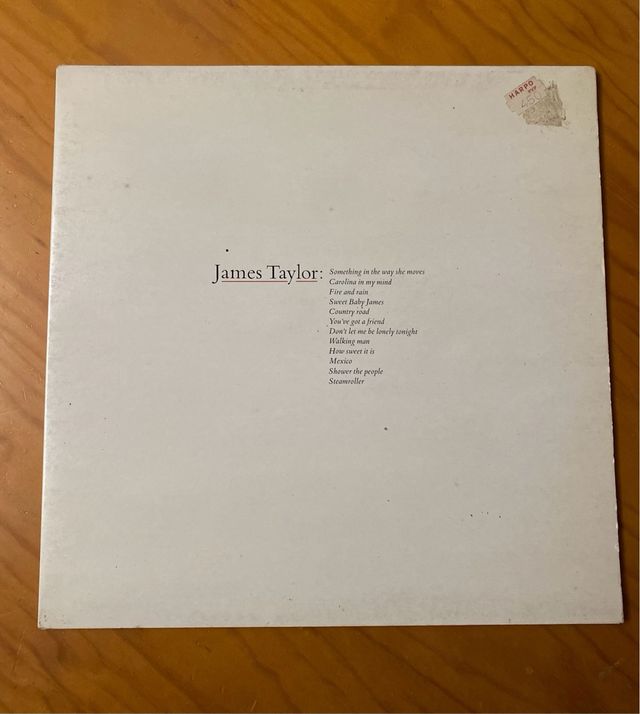 HARPO
James Taylor:
Something in the way she moves
Carolina in my mind
Fire and rain
Sweet Baby James
Country road
You've got a friend
Don't let me be lonely tonight
Walking man
How sweet it is
Mexico
Shower the people
Steamroller